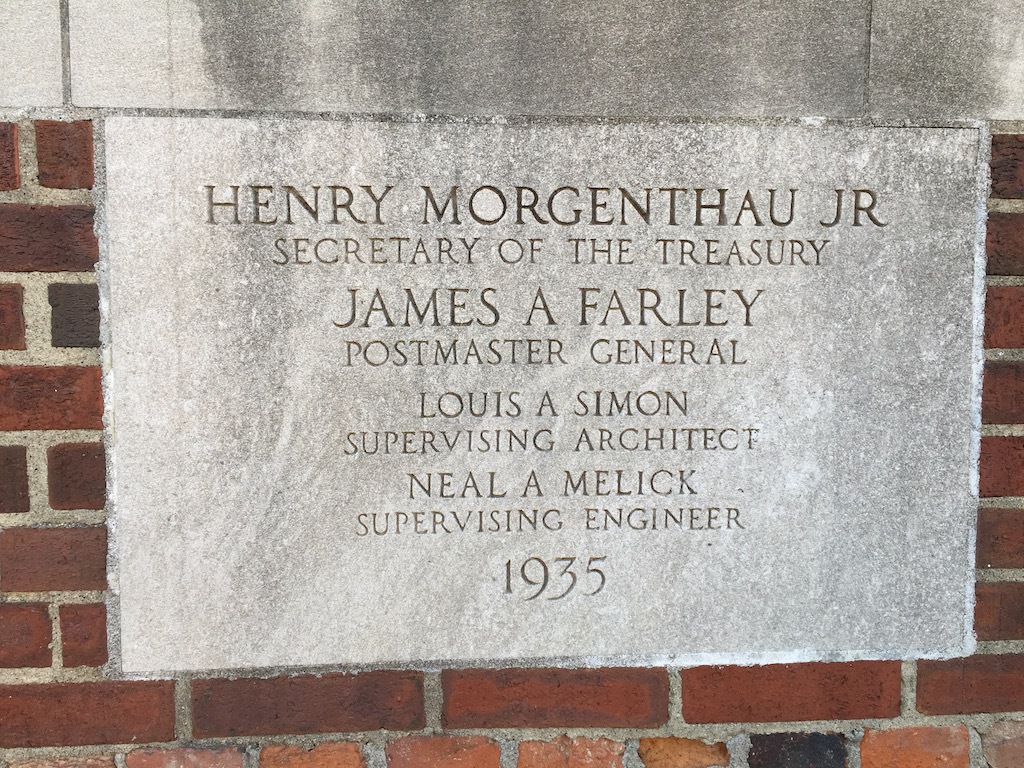 HENRY MORGENTHAU JR
SECRETARY OF THE TREASURY
JAMES A FARLEY
POSTMASTER GENERAL
LOUIS A SIMON
SUPERVISING ARCHITECT
NEAL A MELICK
SUPERVISING ENGINEER
1935